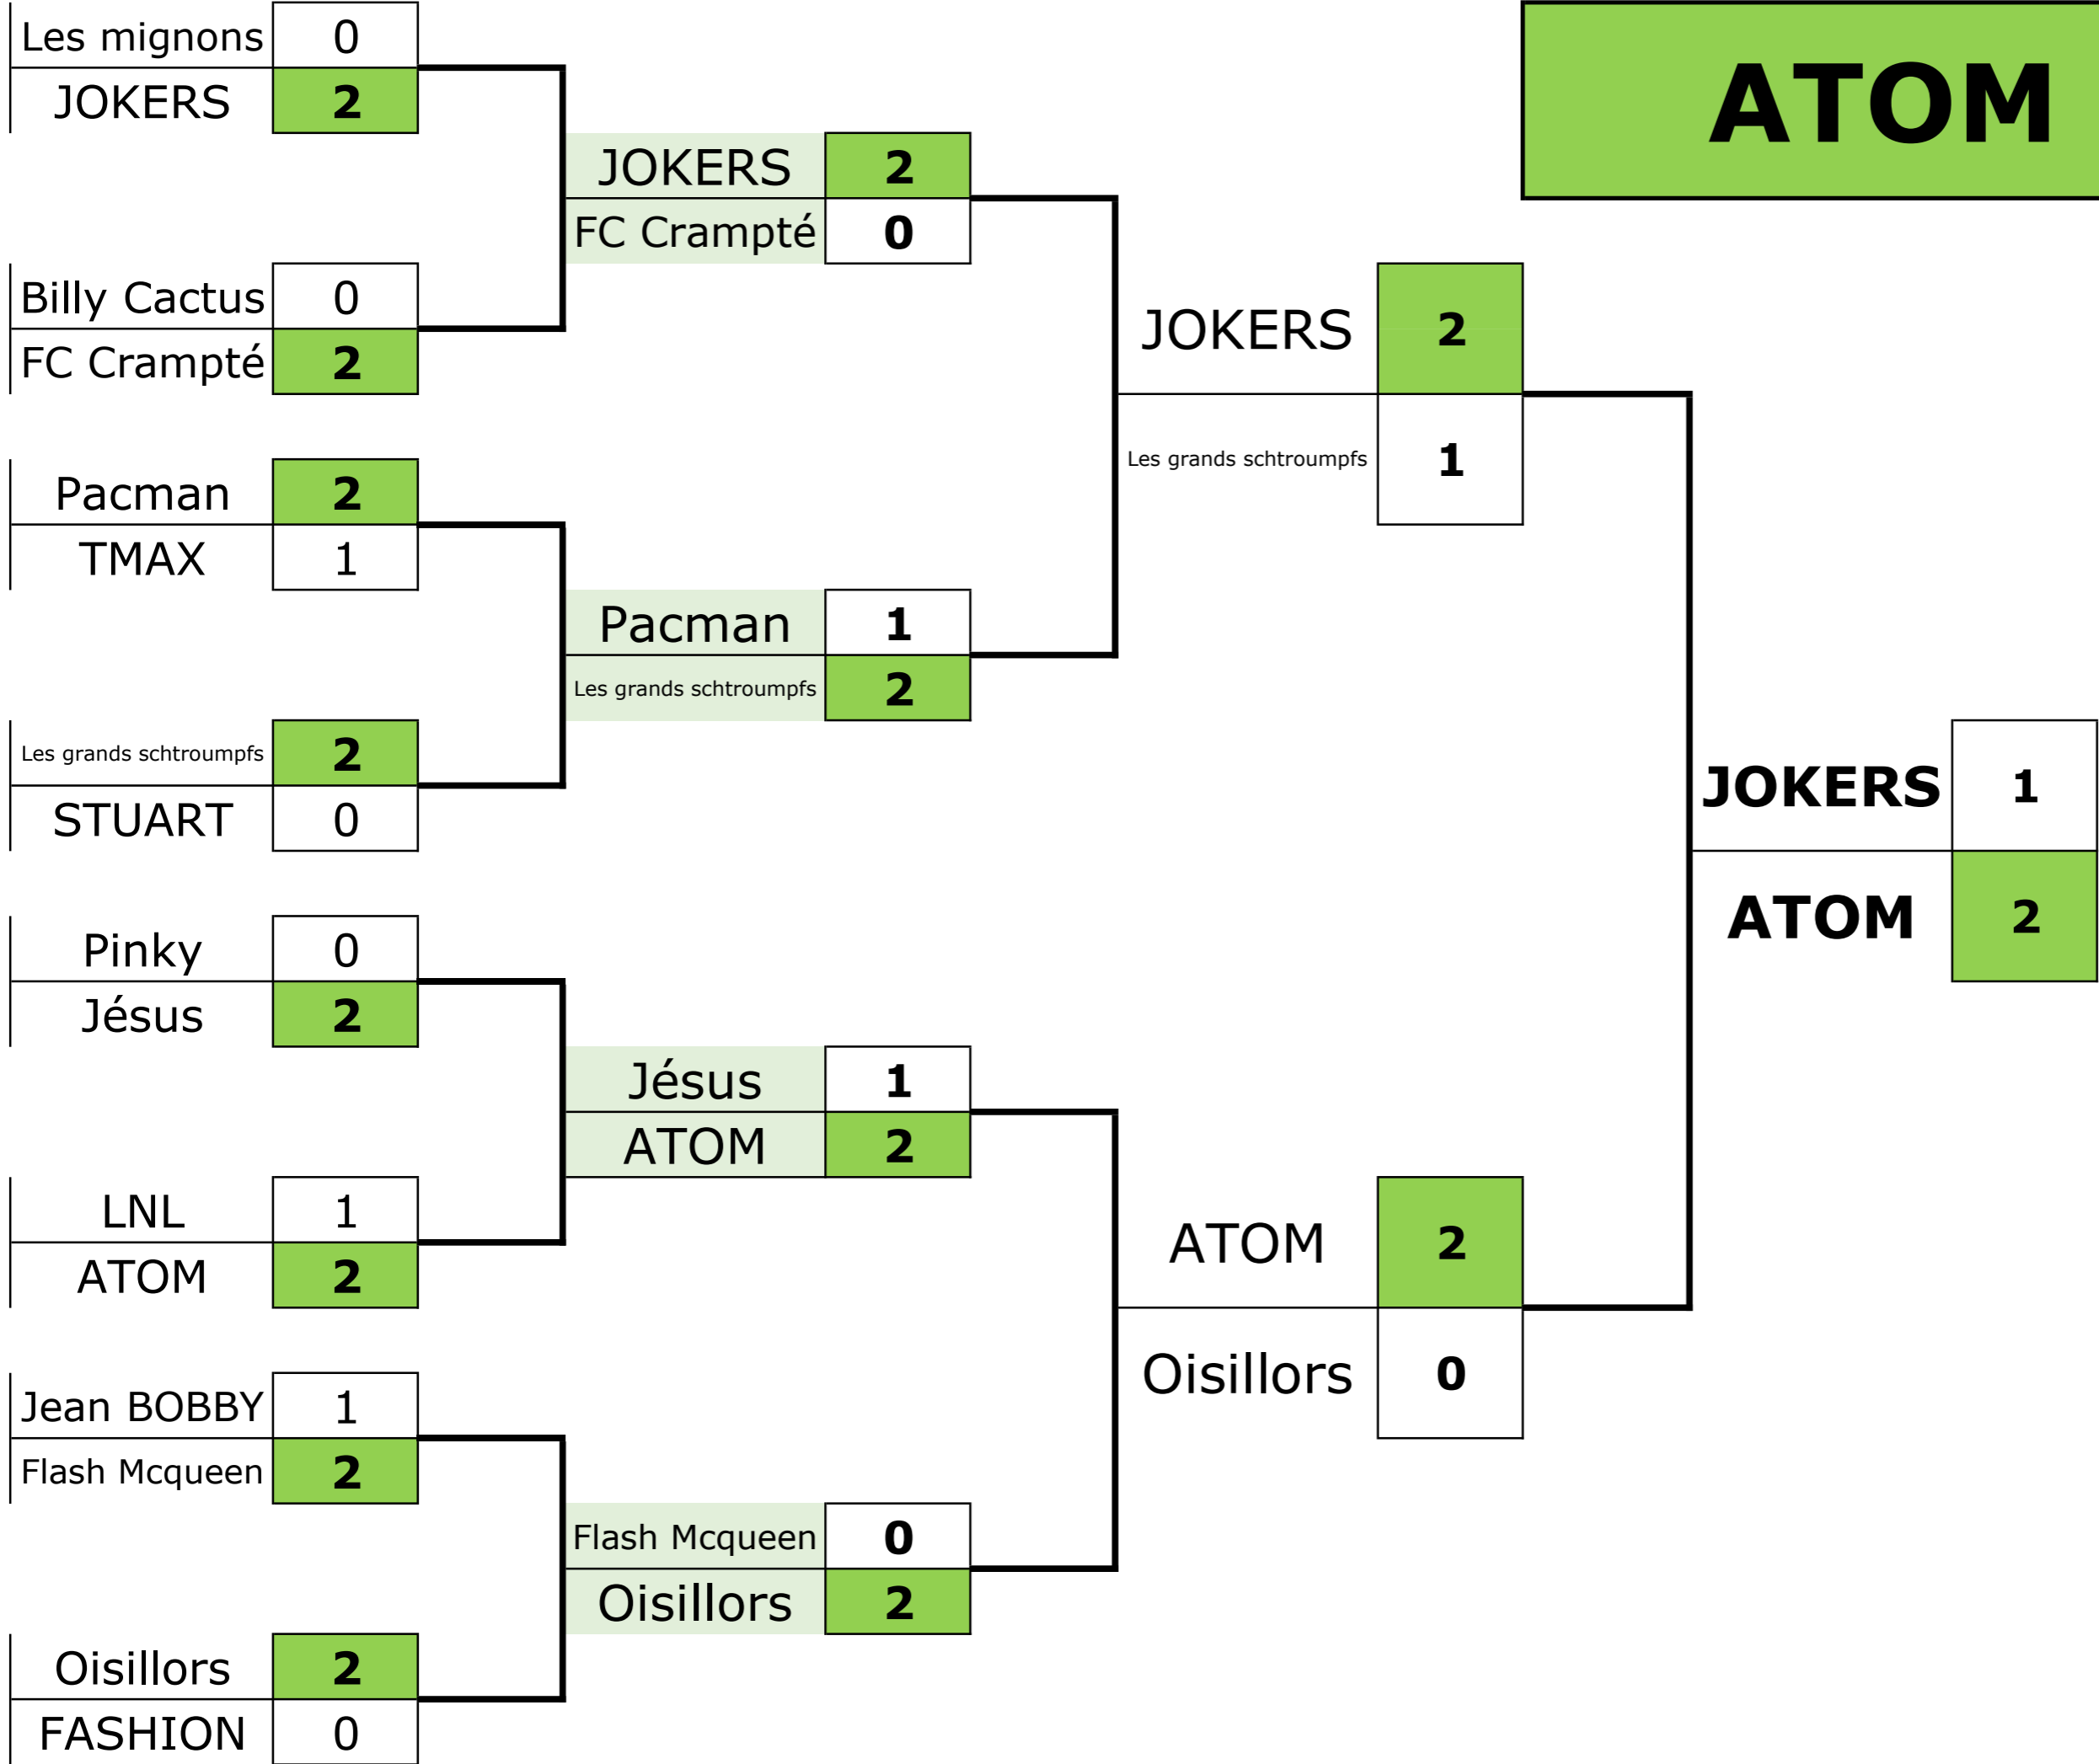 Les mignons 0
JOKERS 2
Billy Cactus 0
FC Crampté 2
Pacman 2
TMAX 1
Les grands schtroumpfs 2
STUART 0
Pinky 0
Jésus 2
LNL 1
ATOM 2
Jean BOBBY 1
Flash Mcqueen 2
Oisillors 2
FASHION 0
JOKERS 2
FC Crampté 0
Pacman 1
Les grands schtroumpfs 2
Jésus 1
ATOM 2
Flash Mcqueen 0
Oisillors 2
JOKERS 2
Les grands schtroumpfs 1
ATOM 2
Oisillors 0
JOKERS 1
ATOM 2
ATOM